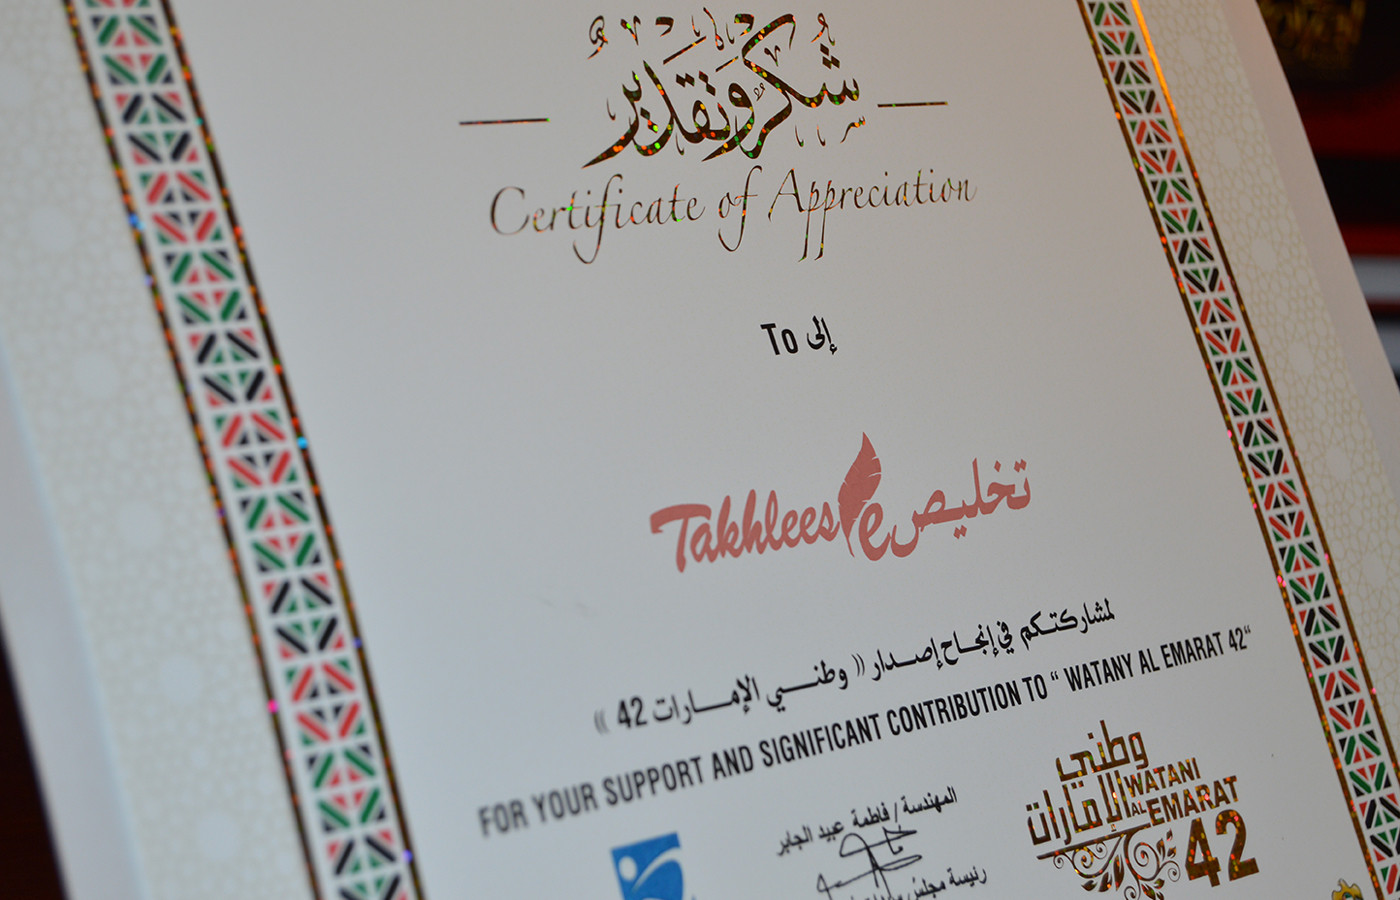 شكر وتقدير
Certificate of Appreciation
To إلى
Takhleese تخليص
لمشاركتكم في إنجاح إصدار « وطني الإمارات 42 »
FOR YOUR SUPPORT AND SIGNIFICANT CONTRIBUTION TO “ WATANY AL EMARAT 42“
المهندسة / فاطمة عبيد الجابر
رئيسة مجلس
وطني الإمارات
WATANI
AL EMARAT
42